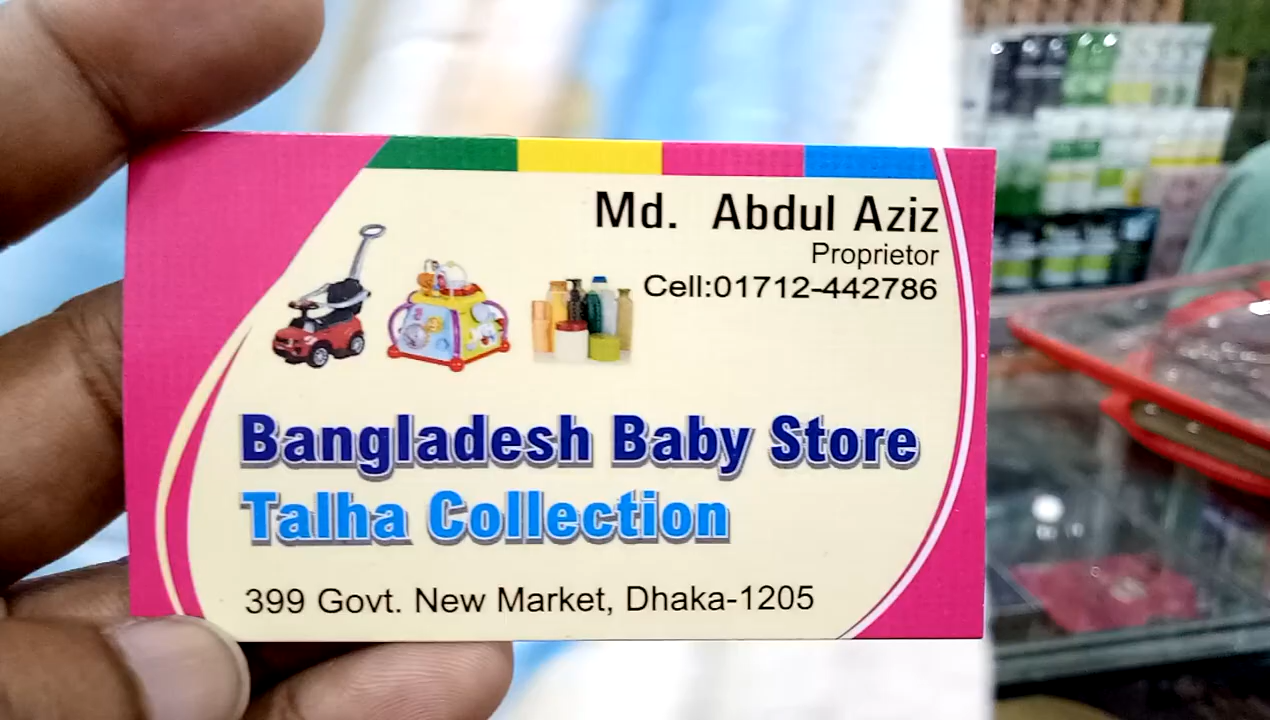 Md. Abdul Aziz
Proprietor
Cell:01712-442786
Bangladesh Baby Store
Talha Collection
399 Govt. New Market, Dhaka-1205